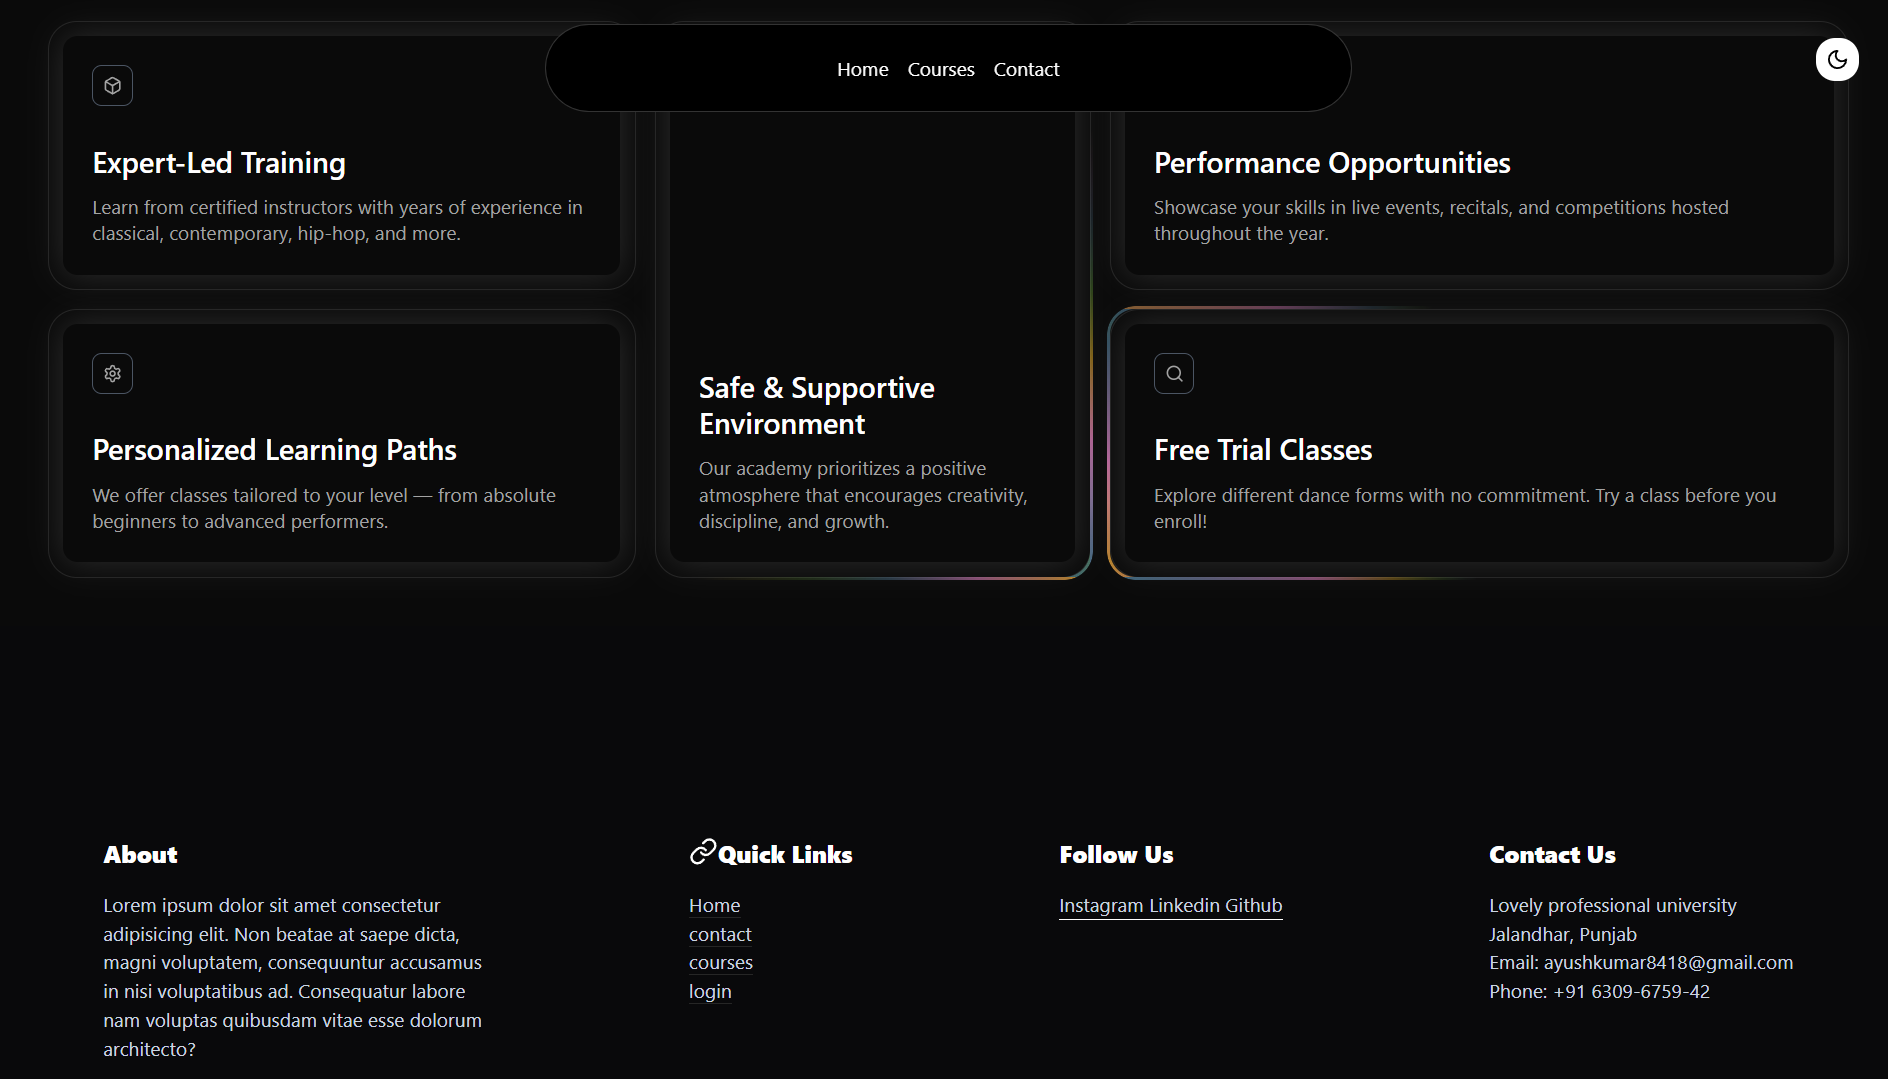 Home Courses Contact
Expert-Led Training
Learn from certified instructors with years of experience in
classical, contemporary, hip-hop, and more.
Personalized Learning Paths
We offer classes tailored to your level — from absolute
beginners to advanced performers.
Safe & Supportive
Environment
Our academy prioritizes a positive
atmosphere that encourages creativity,
discipline, and growth.
Performance Opportunities
Showcase your skills in live events, recitals, and competitions hosted
throughout the year.
Free Trial Classes
Explore different dance forms with no commitment. Try a class before you
enroll!
About
Lorem ipsum dolor sit amet consectetur
adipisicing elit. Non beatae at saepe dicta,
magni voluptatem, consequuntur accusamus
in nisi voluptatibus ad. Consequatur labore
nam voluptas quibusdam vitae esse dolorum
architecto?
Quick Links
Home
contact
courses
login
Follow Us
Instagram Linkedin Github
Contact Us
Lovely professional university
Jalandhar, Punjab
Email: ayushkumar8418@gmail.com
Phone: +91 6309-6759-42